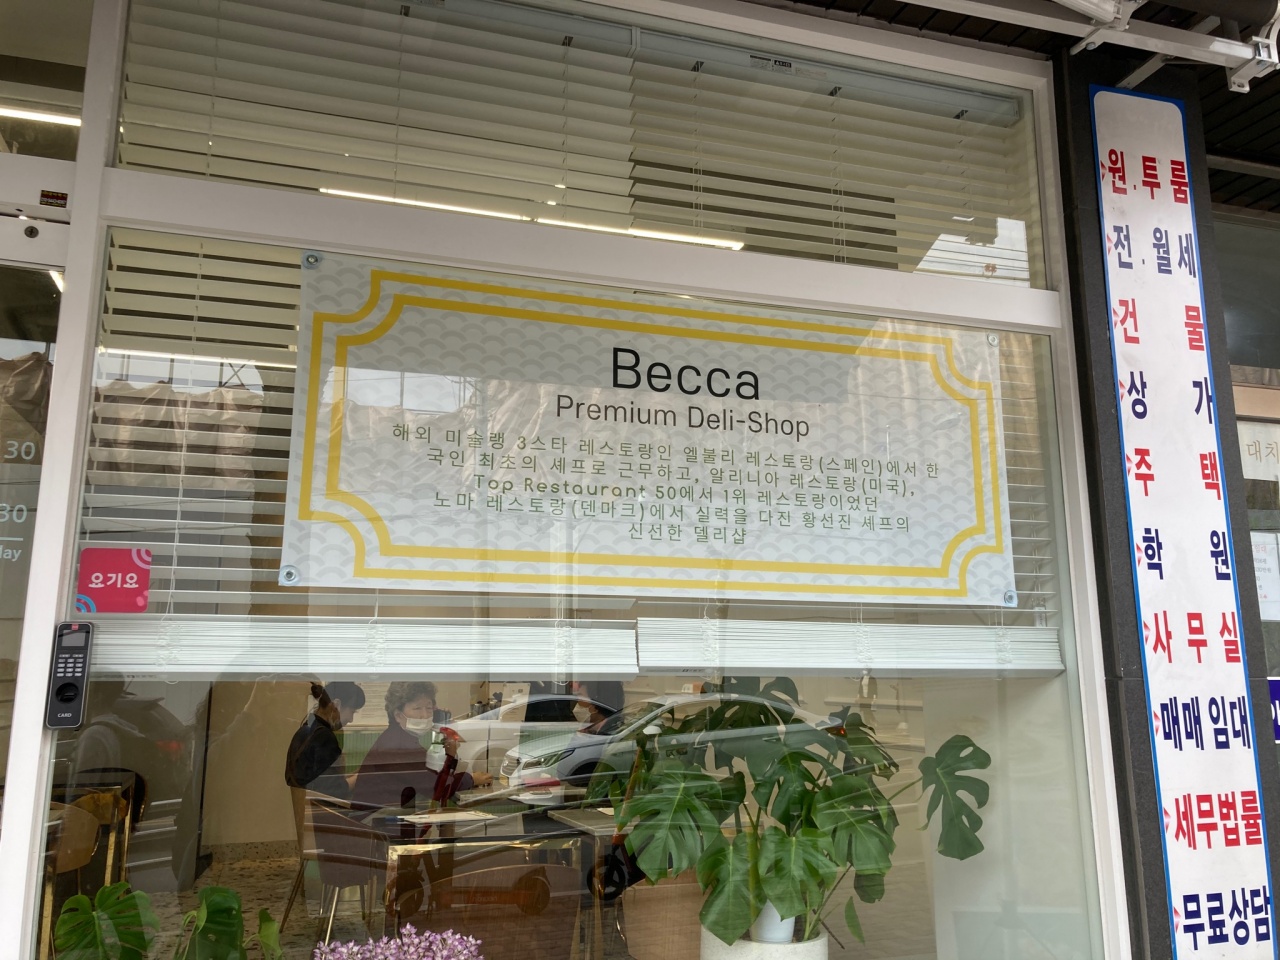 Becca
Premium Deli-Shop
해외 미슐랭 3스타 레스토랑인 엘불리 레스토랑(스페인)에서 한
국인 최초의 셰프로 근무하고, 알리니아 레스토랑(미국),
Top Restaurant 50에서 1위 레스토랑이었던
노마 레스토랑(덴마크)에서 실력을 다진 황선진 셰프의
신선한 델리샵
30
30
요기요
CARD
원.투룸
전.월세
건물
상가
주택
학원
사무실
매매임대
세무법률
무료상담
대치